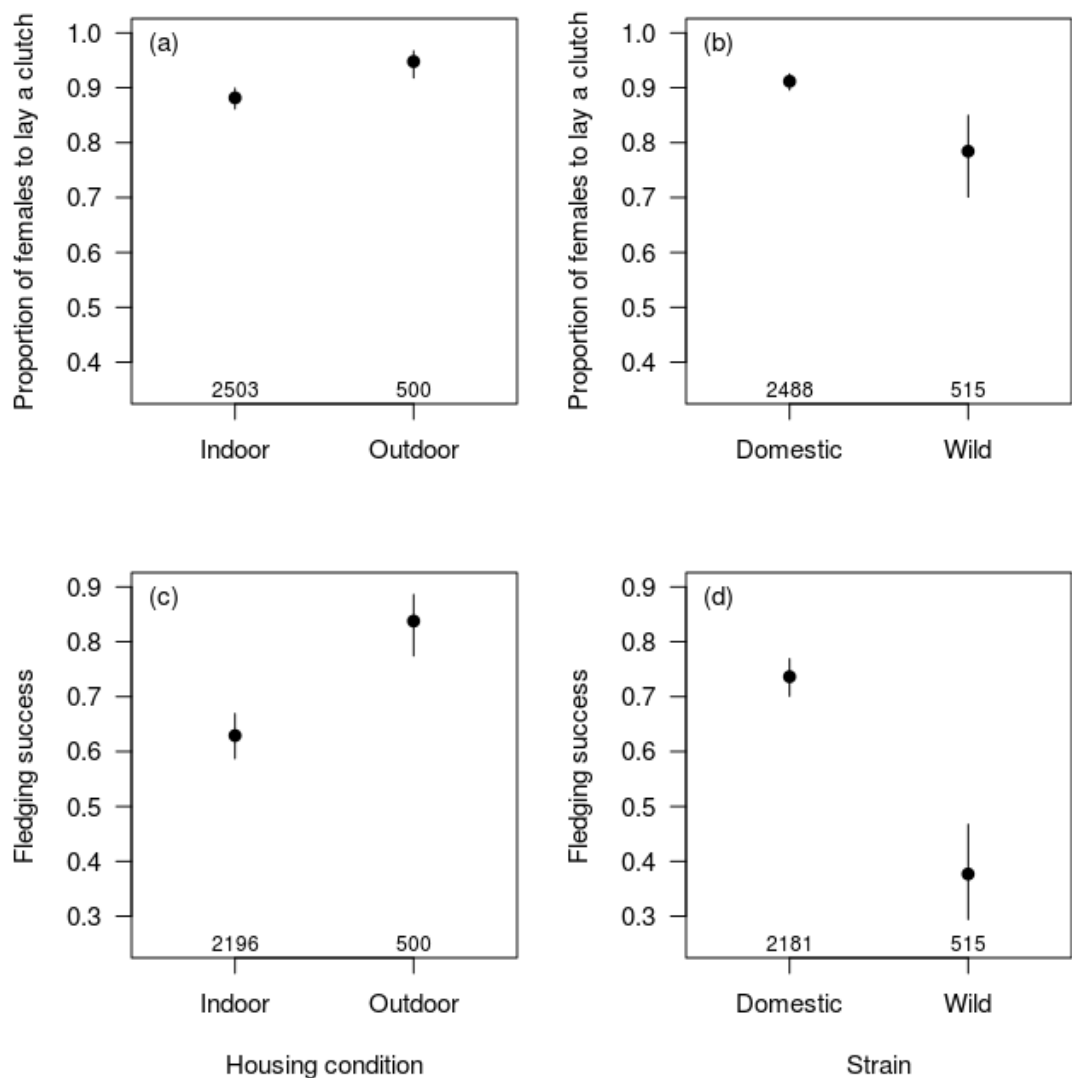 Proportion of females to lay a clutch
1.0
0.9
0.8
0.7
0.6
0.5
0.4
(a)
2503 500
Indoor Outdoor
Proportion of females to lay a clutch
1.0
0.9
0.8
0.7
0.6
0.5
0.4
(b)
2488 515
Domestic Wild
Fledging success
0.9
0.8
0.7
0.6
0.5
0.4
0.3
(c)
2196 500
Indoor Outdoor
Housing condition
Fledging success
0.9
0.8
0.7
0.6
0.5
0.4
0.3
(d)
2181 515
Domestic Wild
Strain